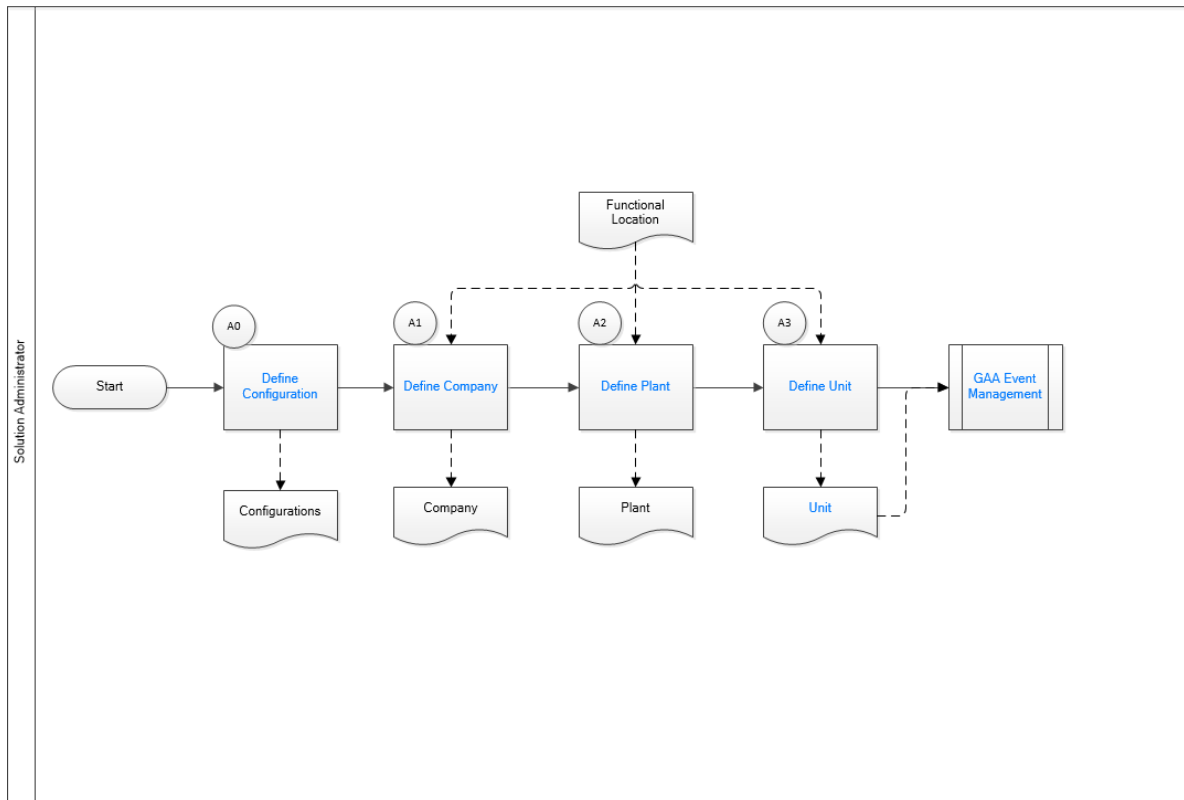 Solution Administrator
Functional
Location
A0
A1
A2
A3
Start
Define
Configuration
Define Company
Define Plant
Define Unit
GAA Event
Management
Configurations
Company
Plant
Unit